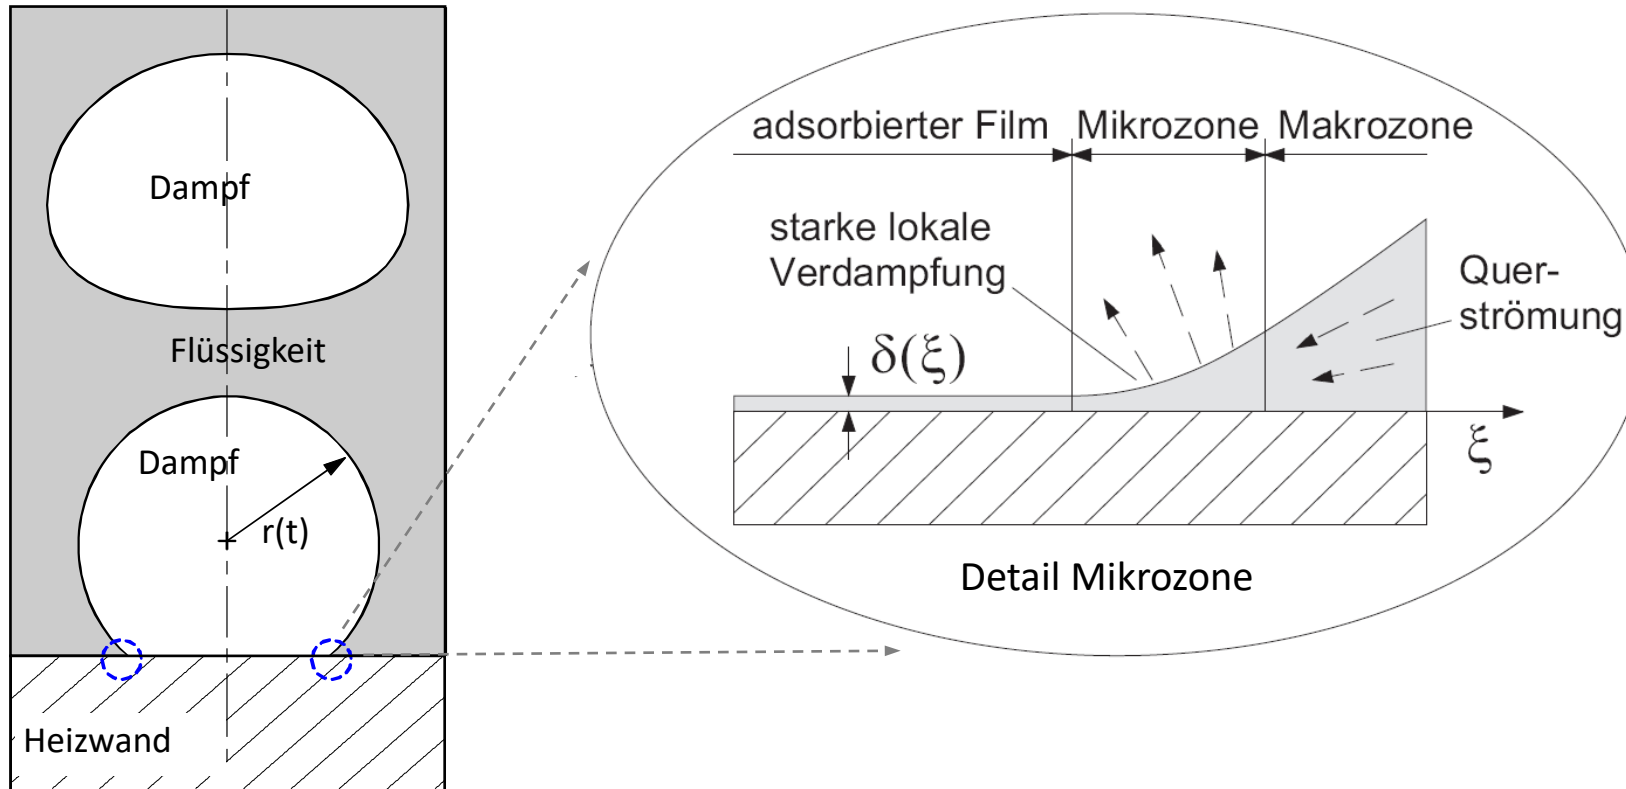 Dampf
Flüssigkeit
Dampf
r(t)
Heizwand
adsorbierter Film
Mikrozone
Makrozone
starke lokale
Verdampfung
δ(ξ)
Quer-
strömung
ξ
Detail Mikrozone